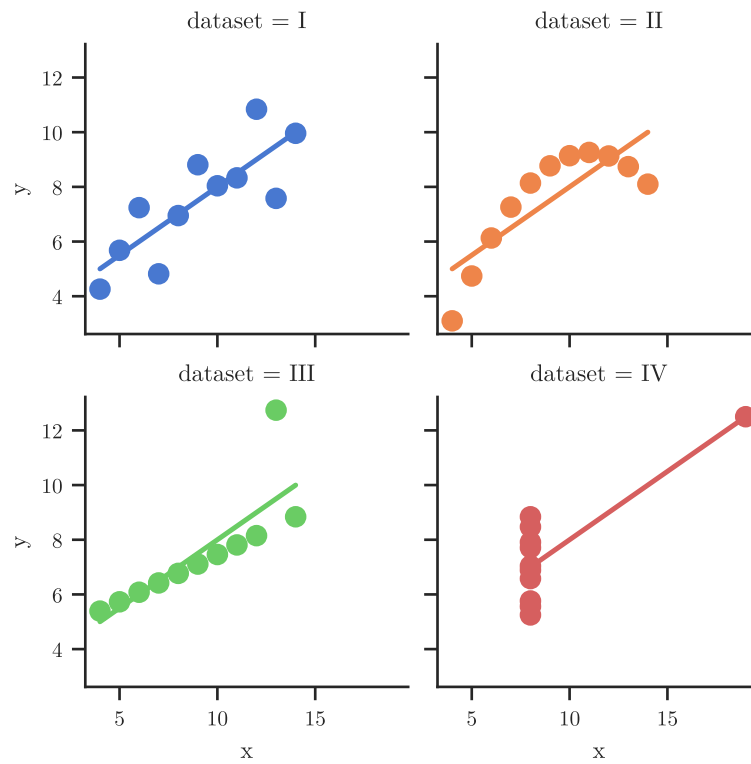 dataset = I
dataset = II
12
10
8
6
4
y
dataset = III
dataset = IV
12
10
8
6
4
y
5
10
15
5
10
15
x
x